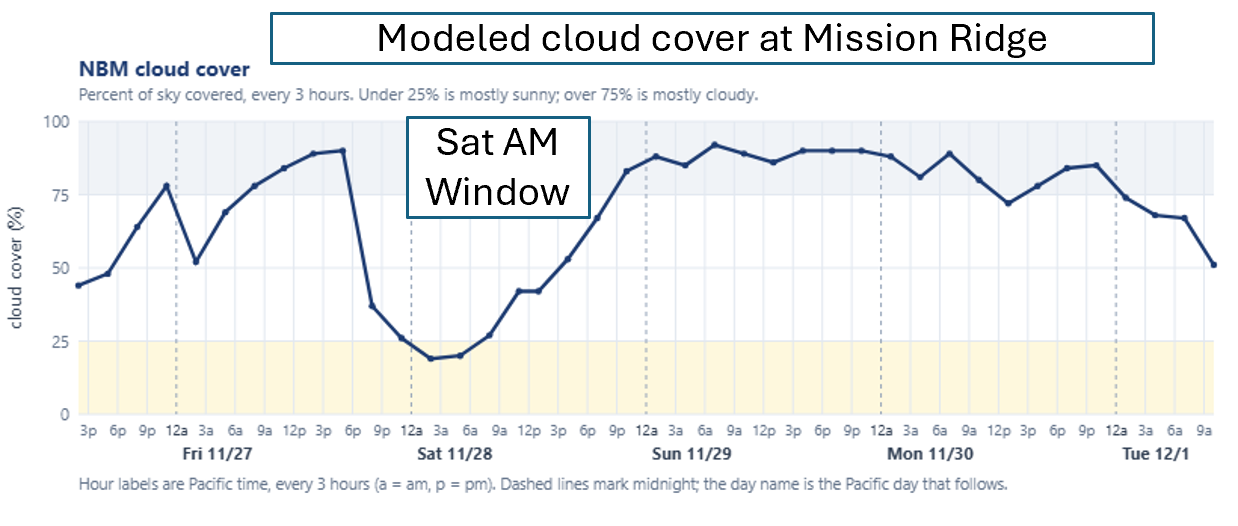 Modeled cloud cover at Mission Ridge
NBM cloud cover
Percent of sky covered, every 3 hours. Under 25% is mostly sunny; over 75% is mostly cloudy.
Sat AM
Window
100
75
50
25
0
cloud cover (%)
3p 6p 9p 12a 3a 6a 9a 12p 3p 6p 9p 12a 3a 6a 9a 12p 3p 6p 9p 12a 3a 6a 9a 12p 3p 6p 9p 12a 3a 6a 9a 12p 3p 6p 9p 12a 3a 6a 9a
Fri 11/27 Sat 11/28 Sun 11/29 Mon 11/30 Tue 12/1
Hour labels are Pacific time, every 3 hours (a = am, p = pm). Dashed lines mark midnight; the day name is the Pacific day that follows.